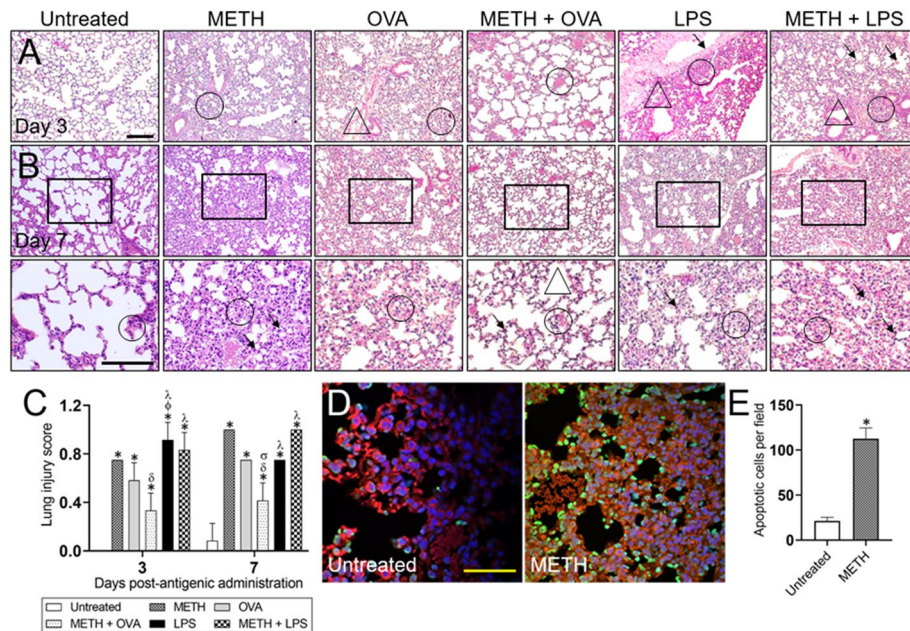 Untreated METH OVA METH + OVA LPS METH + LPS
A
Day 3
B
Day 7
C
Lung injury score
1.2
0.8
0.4
0.0
* * δ* λϕ* λ* * * σδ* λ* λ*
3 7
Days post-antigenic administration
Untreated METH OVA
METH + OVA LPS METH + LPS
D
Untreated METH
E
Apoptotic cells per field
150
100
50
0
*
Untreated METH